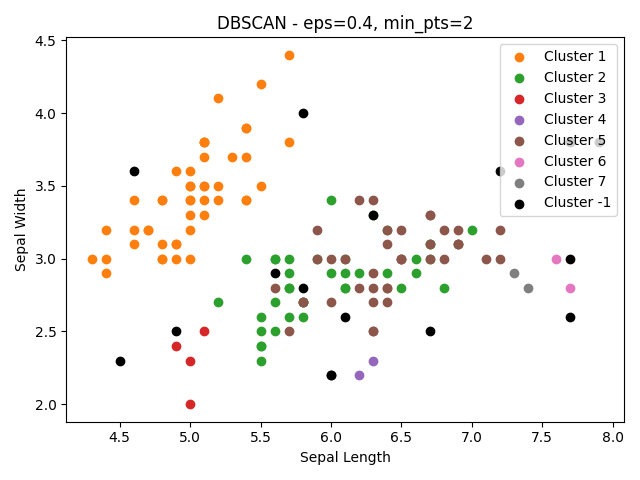 DBSCAN - eps=0.4, min_pts=2
4.5
4.0
3.5
3.0
2.5
2.0
Sepal Width
Cluster 1
Cluster 2
Cluster 3
Cluster 4
Cluster 5
Cluster 6
Cluster 7
Cluster -1
4.5 5.0 5.5 6.0 6.5 7.0 7.5 8.0
Sepal Length